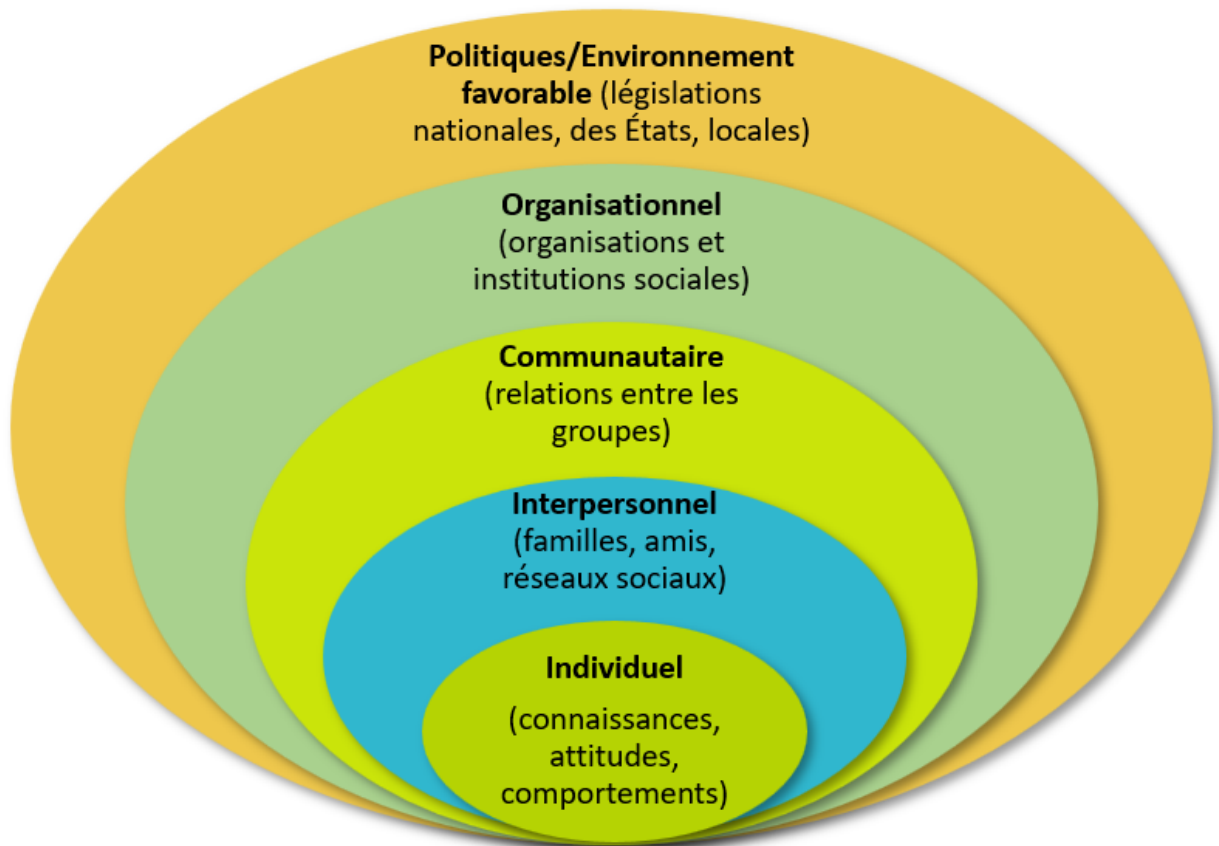 Politiques/Environnement
favorable (législations
nationales, des États, locales)
Organisationnel
(organisations et
institutions sociales)
Communautaire
(relations entre les
groupes)
Interpersonnel
(familles, amis,
réseaux sociaux)
Individuel
(connaissances,
attitudes,
comportements)